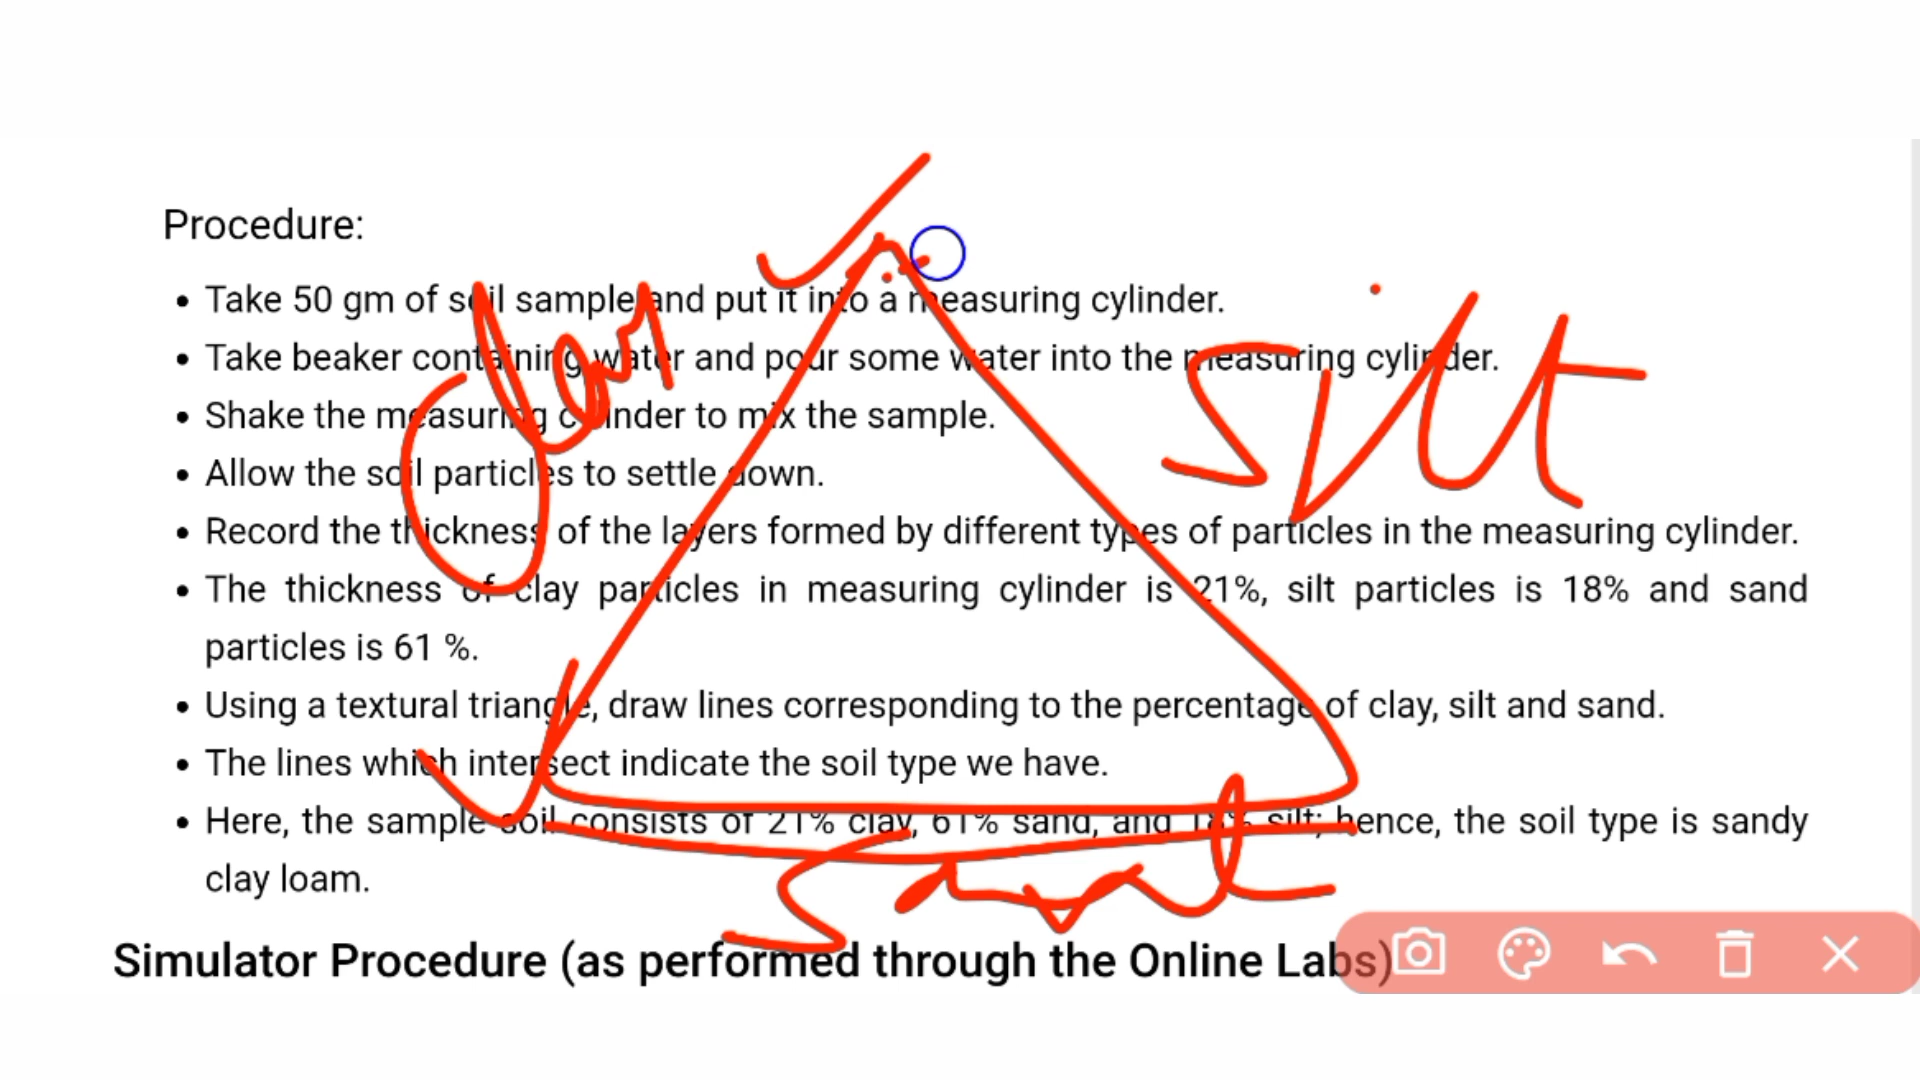 Procedure:
• Take 50 gm of soil sample and put it into a measuring cylinder.
• Take beaker containing water and pour some water into the measuring cylinder.
• Shake the measuring cylinder to mix the sample.
• Allow the soil particles to settle down.
• Record the thickness of the layers formed by different types of particles in the measuring cylinder.
• The thickness of clay particles in measuring cylinder is 21%, silt particles is 18% and sand
particles is 61 %.
• Using a textural triangle, draw lines corresponding to the percentage of clay, silt and sand.
• The lines which intersect indicate the soil type we have.
• Here, the sample soil consists of 21% clay, 61% sand, and 18% silt; hence, the soil type is sandy
clay loam.
Simulator Procedure (as performed through the Online Labs)
clay
silt
sand